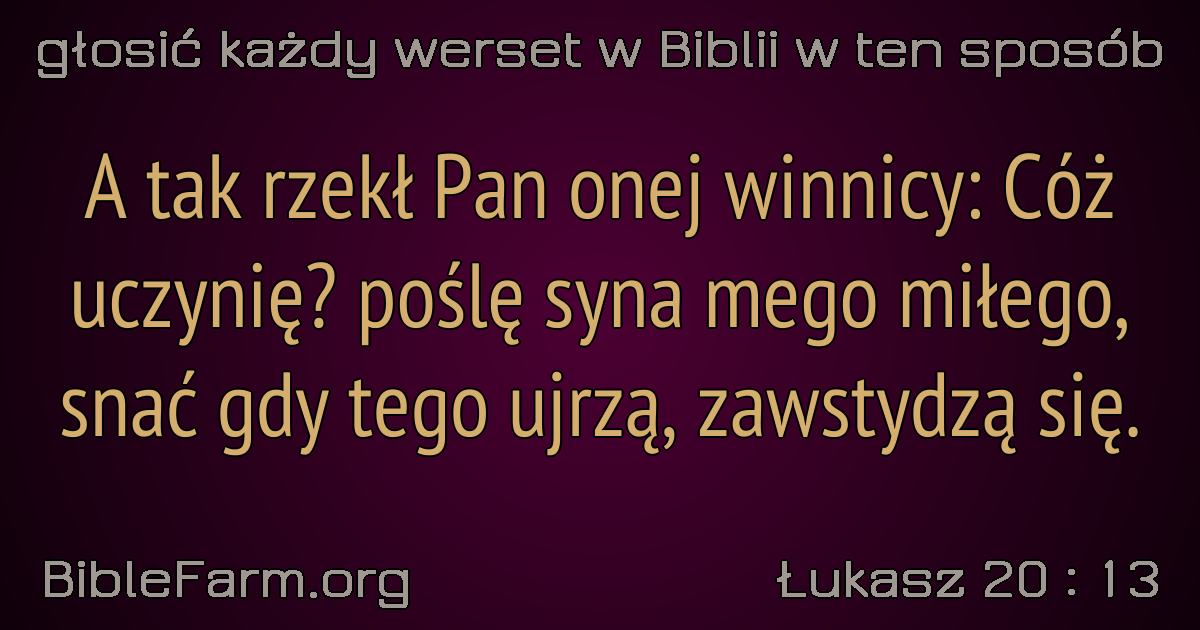 głosić każdy werset w Biblii w ten sposób
A tak rzekł Pan onej winnicy: Cóż
uczynię? poślę syna mego miłego,
snać gdy tego ujrzą, zawstydzą się.
BibleFarm.org
Łukasz 20 : 13